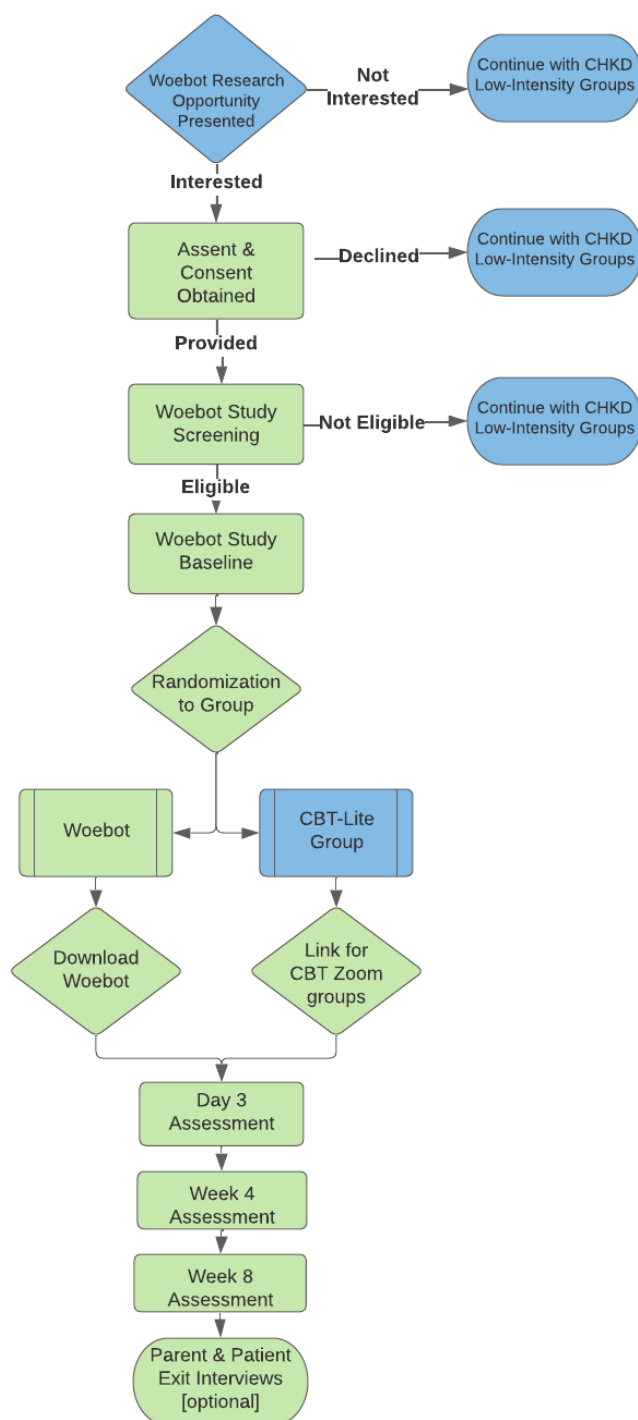 Woebot Research
Opportunity
Presented
Not
Interested
Continue with CHKD
Low-Intensity Groups
Interested
Assent &
Consent
Obtained
Declined
Continue with CHKD
Low-Intensity Groups
Provided
Woebot Study
Screening
Not Eligible
Continue with CHKD
Low-Intensity Groups
Eligible
Woebot Study
Baseline
Randomization
to Group
Woebot
CBT-Lite
Group
Download
Woebot
Link for
CBT Zoom
groups
Day 3
Assessment
Week 4
Assessment
Week 8
Assessment
Parent & Patient
Exit Interviews
[optional]